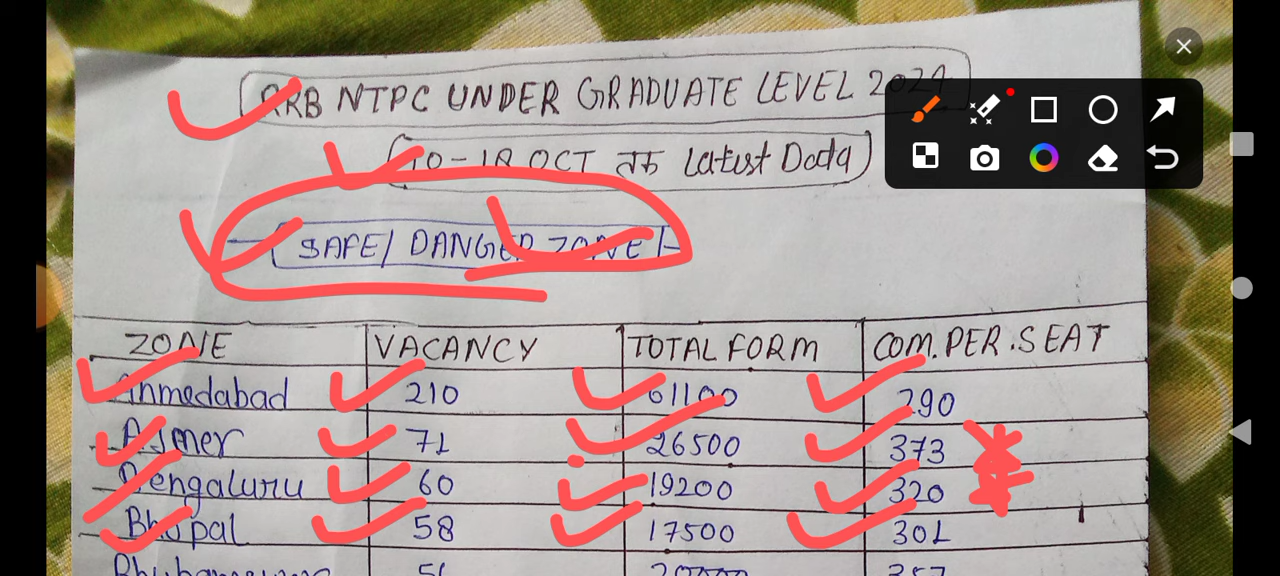 RRB NTPC UNDER GRADUATE LEVEL 2024
10-18 OCT तक Latest Data
SAFE/ DANGER ZONE
ZONE VACANCY TOTAL FORM COM.PER.SEAT
Ahmedabad 210 61100 290
Ajmer 71 26500 373
Bengaluru 60 19200 320
Bhopal 58 17500 301